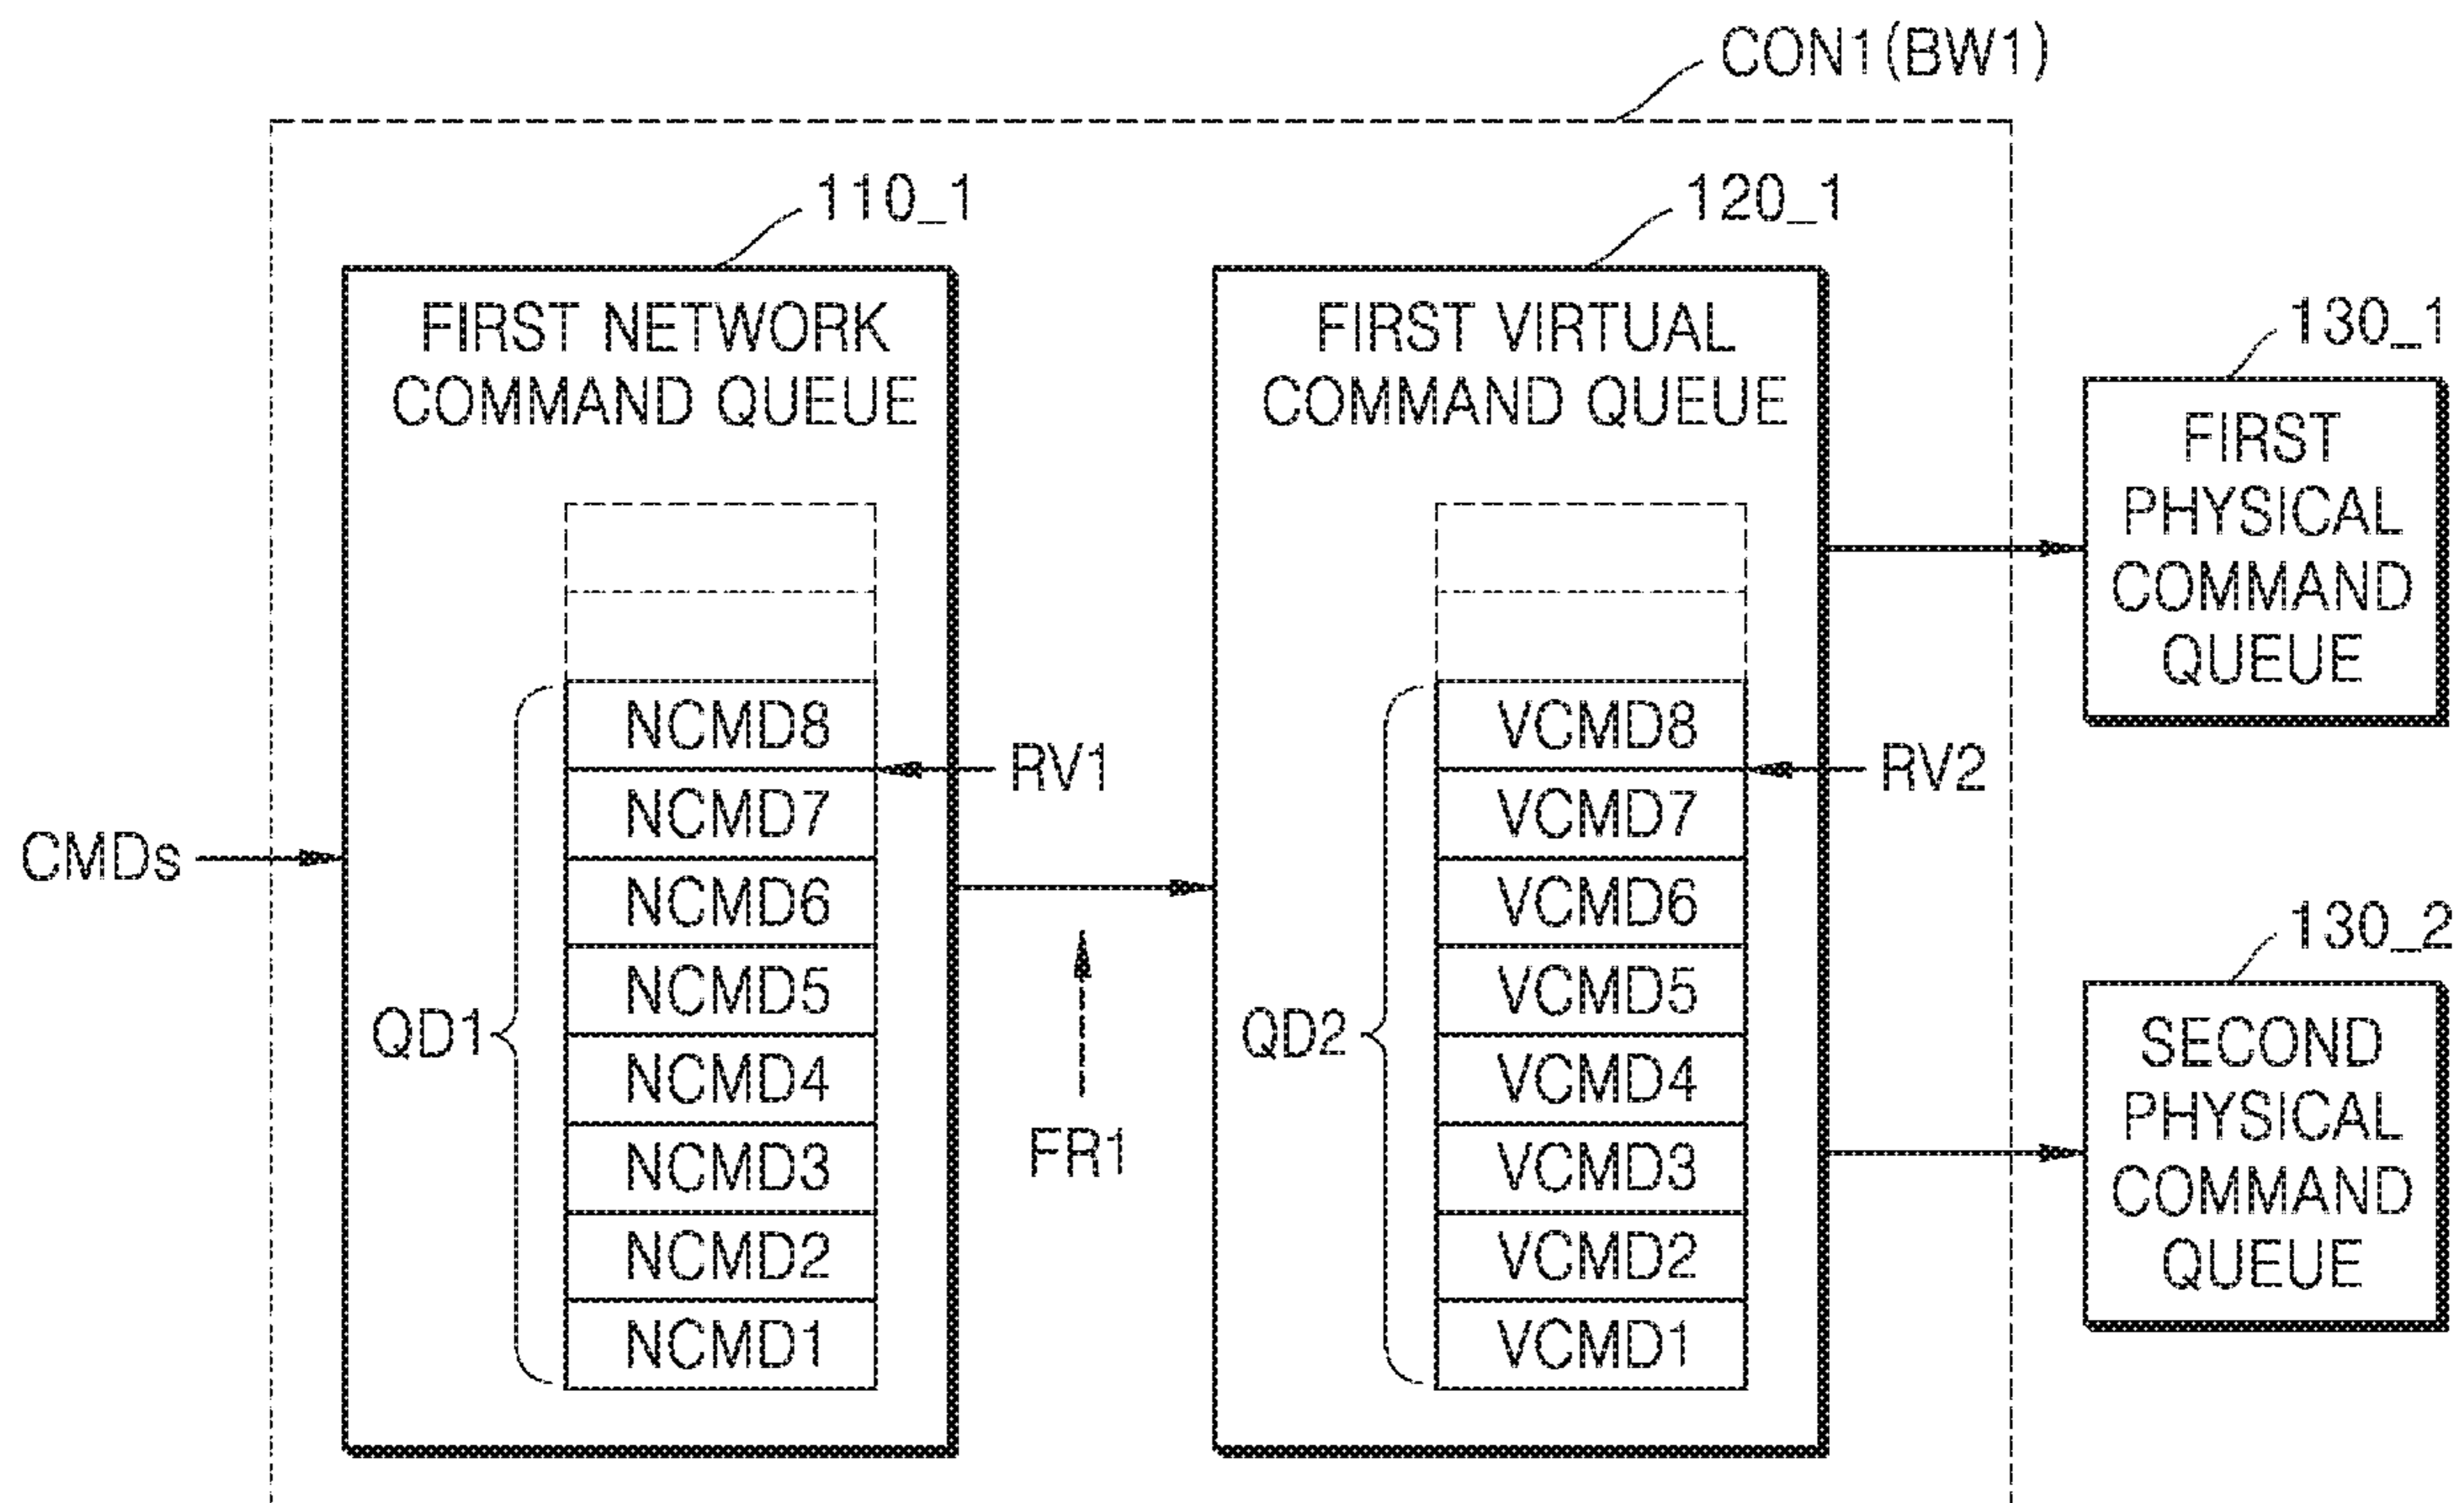 CON1(BW1)
110_1
120_1
FIRST NETWORK
COMMAND QUEUE
FIRST VIRTUAL
COMMAND QUEUE
130_1
FIRST
PHYSICAL
COMMAND
QUEUE
NCMD8
NCMD7
NCMD6
NCMD5
NCMD4
NCMD3
NCMD2
NCMD1
RV1
CMDs
QD1
FR1
VCMD8
VCMD7
VCMD6
VCMD5
VCMD4
VCMD3
VCMD2
VCMD1
RV2
QD2
130_2
SECOND
PHYSICAL
COMMAND
QUEUE